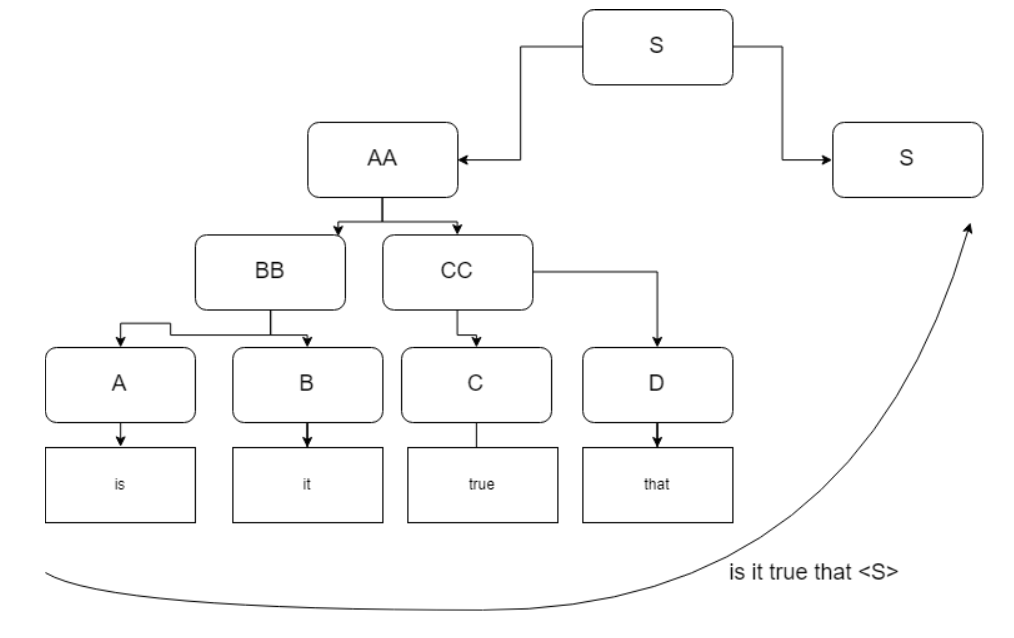 S
AA
S
BB
CC
A
B
C
D
is
it
true
that
is it true that <S>